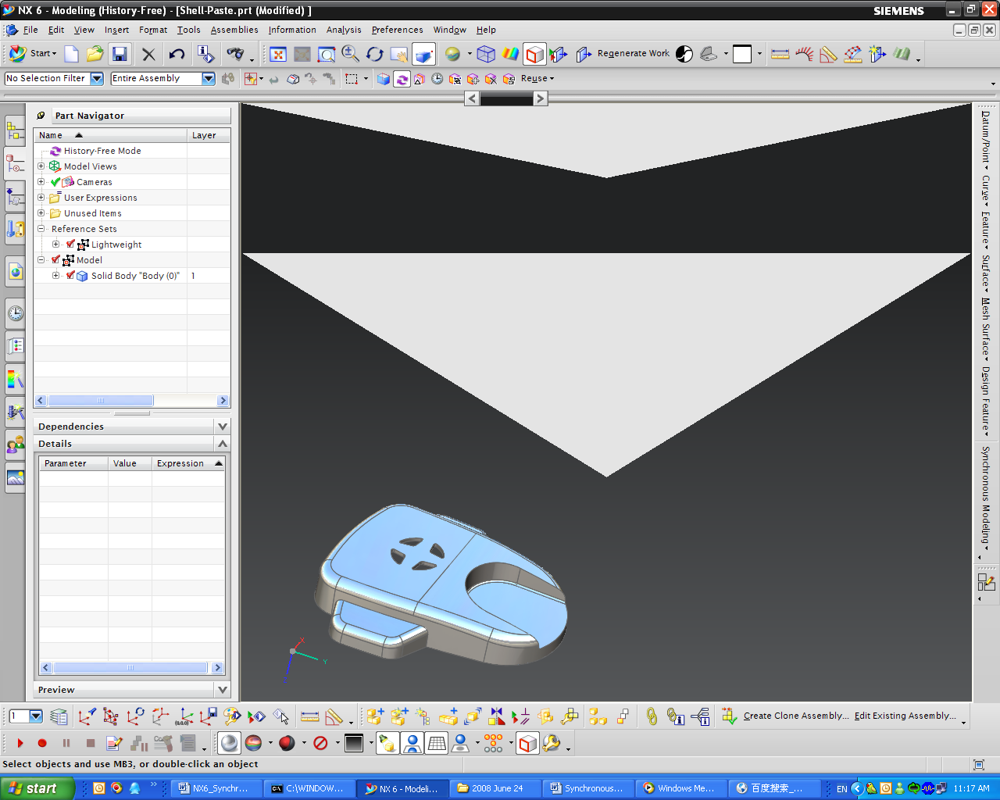 NX 6 - Modeling (History-Free) - [Shell-Paste.prt (Modified) ]
SIEMENS
File Edit View Insert Format Tools Assemblies Information Analysis Preferences Window Help
Start Regenerate Work
No Selection Filter Entire Assembly Reuse
Part Navigator
Name Layer
History-Free Mode
Model Views
Cameras
User Expressions
Unused Items
Reference Sets
Lightweight
Model
Solid Body "Body (0)" 1
Dependencies
Details
Parameter Value Expression
Preview
Datum/Point
Curve
Feature
Surface
Mesh Surface
Design Feature
Synchronous Modeling
X
Y
Z
1 Create Clone Assembly... Edit Existing Assembly...
Select objects and use MB3, or double-click an object
start NX6_Synchr... C:\WINDOW... NX 6 - Modeli... 2008 June 24 Synchronous... Windows Me... 百度搜索_... EN 11:17 AM